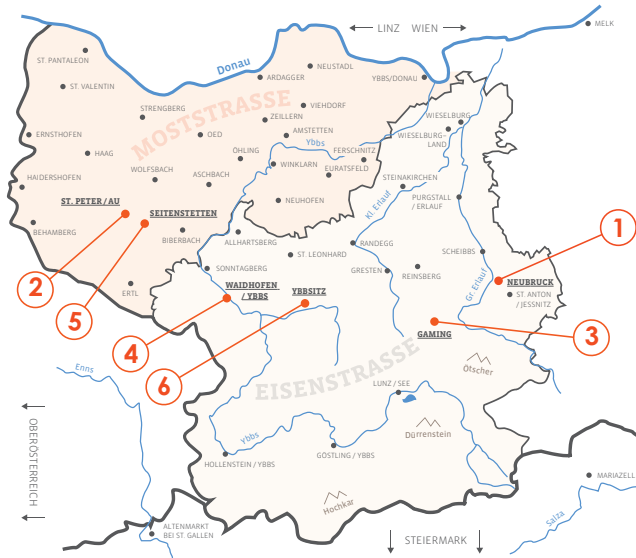 LINZ WIEN
MELK
ST. PANTALEON
Donau
NEUSTADL
ARDAGGER
YBBS/DONAU
ST. VALENTIN
STRENGBERG
VIEHDORF
MOSTSTRASSE
ZEILLERN
WIESELBURG
ERNSTHOFEN
OED
AMSTETTEN
WIESELBURG–
LAND
Ybbs
HAAG
ÖHLING
FERSCHNITZ
WINKLARN
EURATSFELD
STEINAKIRCHEN
HAIDERSHOFEN
WOLFSBACH
ASCHBACH
Kl. Erlauf
PURGSTALL
/ ERLAUF
ST. PETER / AU
SEITENSTETTEN
NEUHOFEN
BEHAMBERG
BIBERBACH
ALLHARTSBERG
RANDEGG
1
ST. LEONHARD
SCHEIBBS
SONNTAGBERG
GRESTEN
REINSBERG
Gr. Erlauf
NEUBRUCK
2
ERTL
WAIDHOFEN
/ YBBS
YBBSITZ
ST. ANTON
/ JESSNITZ
5
4
GAMING
3
6
EISENSTRASSE
Enns
Ötscher
LUNZ / SEE
OBERÖSTERREICH
Ybbs
Dürrenstein
HOLLENSTEIN / YBBS
GÖSTLING / YBBS
MARIAZELL
Hochkar
Salza
ALTENMARKT
BEI ST. GALLEN
STEIERMARK